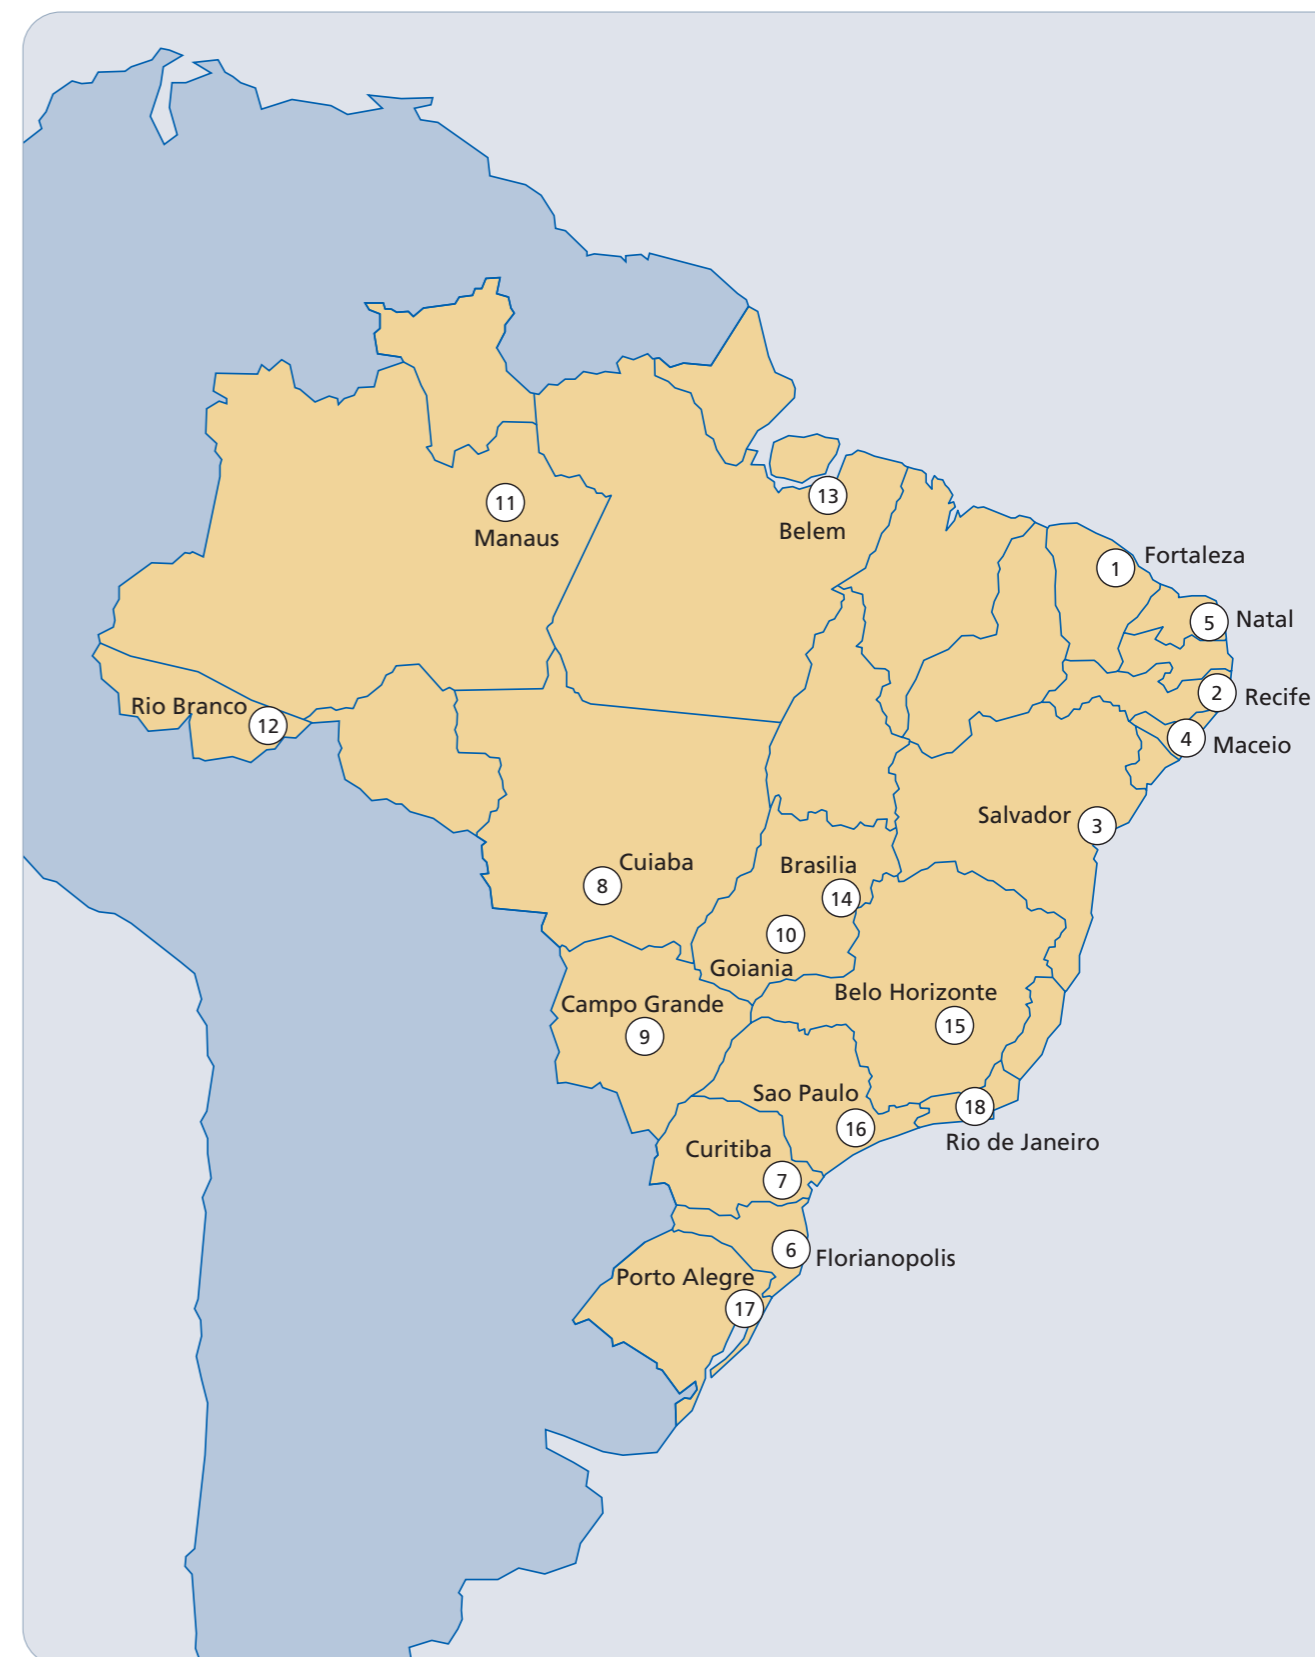 11
Manaus
13
Belem
Fortaleza
1
5 Natal
Rio Branco
12
2
Recife
4
Maceio
Salvador
3
Cuiaba
8
Brasilia
14
10
Goiania
Belo Horizonte
15
Campo Grande
9
Sao Paulo
16
18
Rio de Janeiro
Curitiba
7
6
Florianopolis
Porto Alegre
17